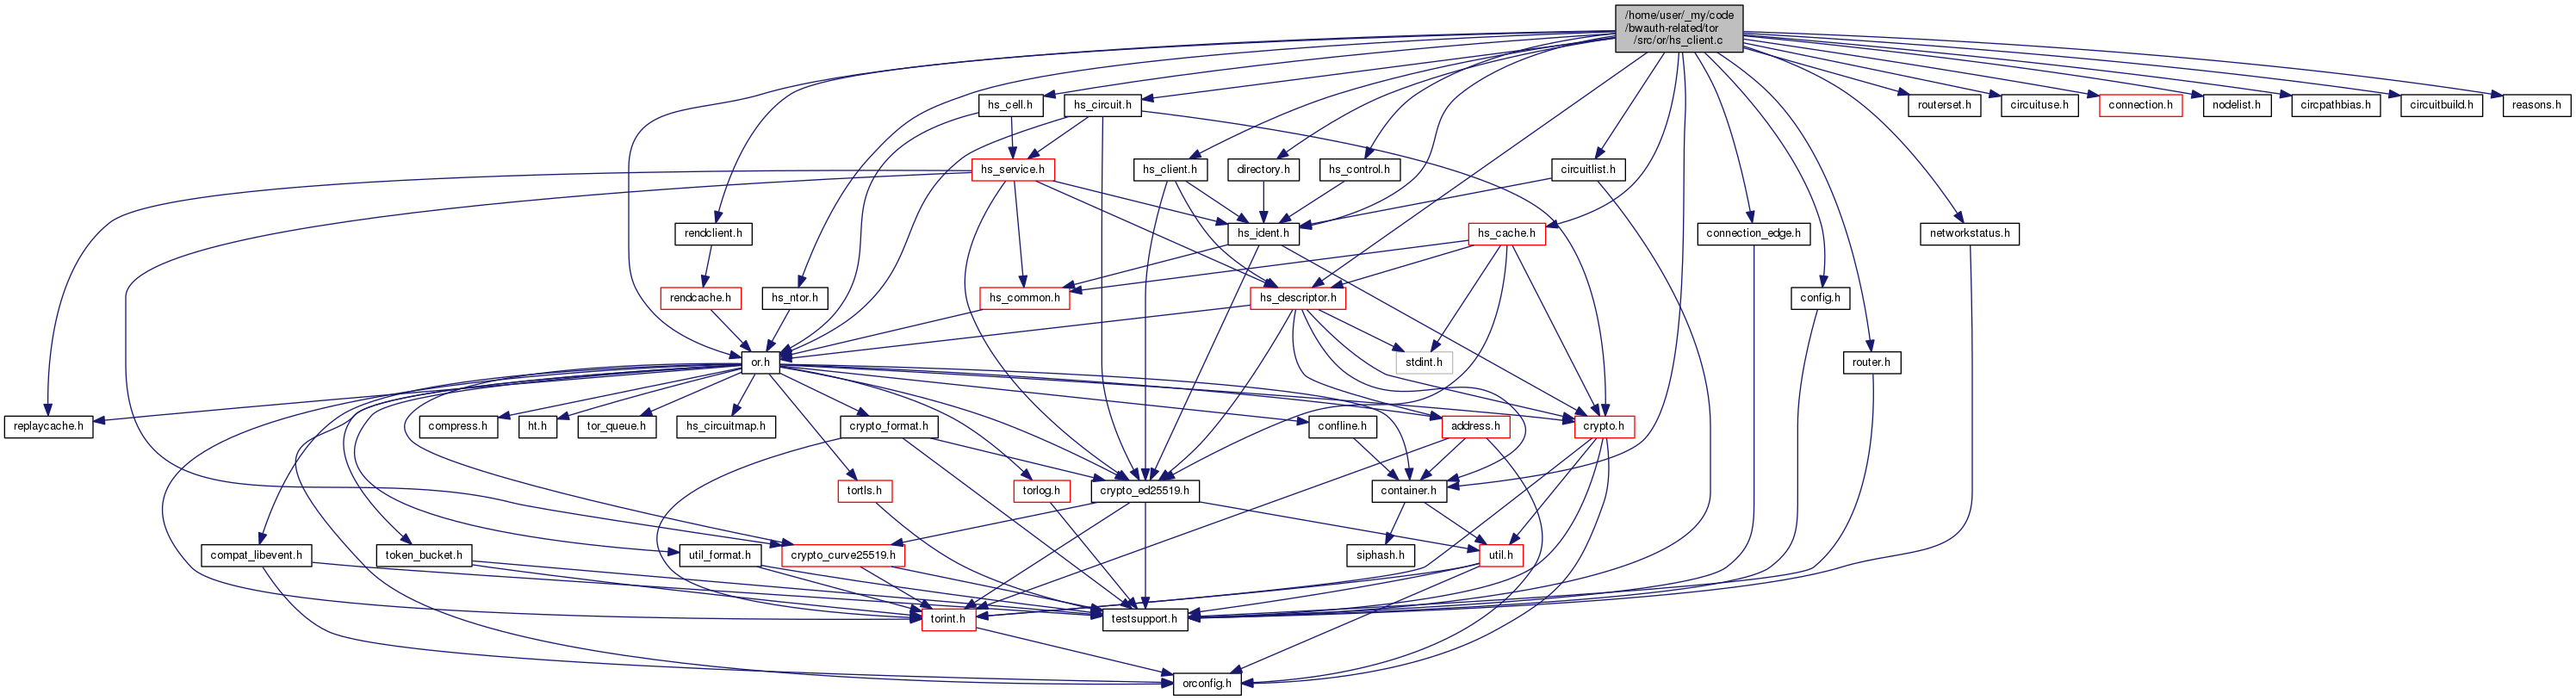 /home/user/_my/code
/bwauth-related/tor
/src/or/hs_client.c
hs_cell.h
hs_circuit.h
routerset.h
circuituse.h
connection.h
nodelist.h
circpathbias.h
circuitbuild.h
reasons.h
hs_service.h
hs_client.h
directory.h
hs_control.h
circuitlist.h
rendclient.h
hs_ident.h
hs_cache.h
connection_edge.h
networkstatus.h
rendcache.h
hs_ntor.h
hs_common.h
hs_descriptor.h
config.h
or.h
stdint.h
router.h
replaycache.h
compress.h
ht.h
tor_queue.h
hs_circuitmap.h
crypto_format.h
confline.h
address.h
crypto.h
tortls.h
torlog.h
crypto_ed25519.h
container.h
compat_libevent.h
token_bucket.h
util_format.h
crypto_curve25519.h
siphash.h
util.h
torint.h
testsupport.h
orconfig.h